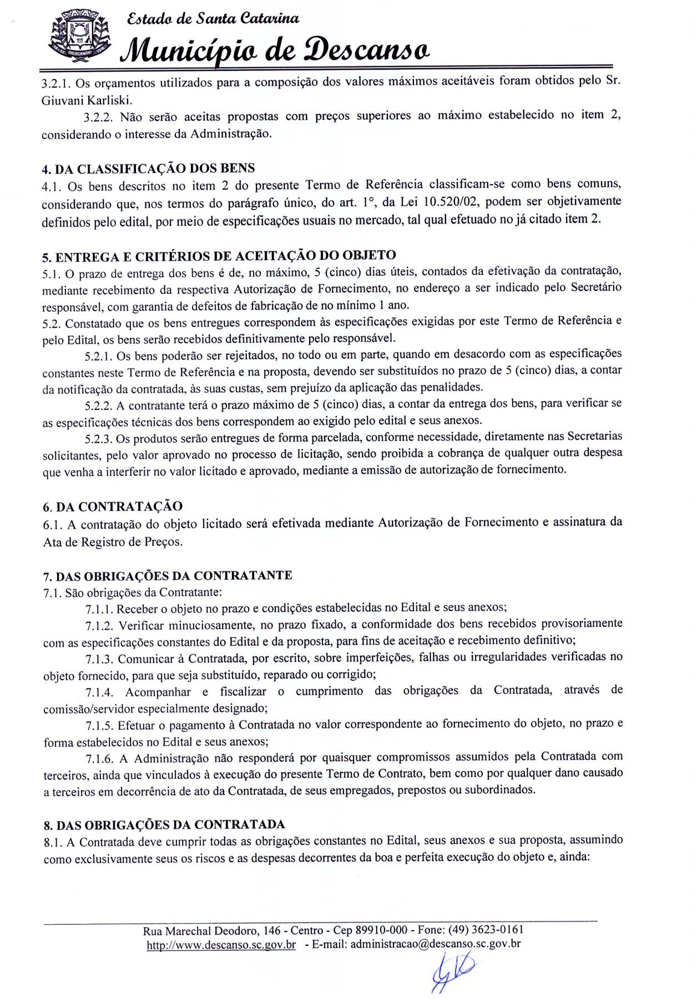 Estado de Santa Catarina
Município de Descanso
DESCANSO
3.2.1. Os orçamentos utilizados para a composição dos valores máximos aceitáveis foram obtidos pelo Sr.
Giuvani Karliski.
3.2.2. Não serão aceitas propostas com preços superiores ao máximo estabelecido no item 2,
considerando o interesse da Administração.
4. DA CLASSIFICAÇÃO DOS BENS
4.1. Os bens descritos no item 2 do presente Termo de Referência classificam-se como bens comuns,
considerando que, nos termos do parágrafo único, do art. 1°, da Lei 10.520/02, podem ser objetivamente
definidos pelo edital, por meio de especificações usuais no mercado, tal qual efetuado no já citado item 2.
5. ENTREGA E CRITÉRIOS DE ACEITAÇÃO DO OBJETO
5.1. O prazo de entrega dos bens é de, no máximo, 5 (cinco) dias úteis, contados da efetivação da contratação,
mediante recebimento da respectiva Autorização de Fornecimento, no endereço a ser indicado pelo Secretário
responsável, com garantia de defeitos de fabricação de no mínimo 1 ano.
5.2. Constatado que os bens entregues correspondem às especificações exigidas por este Termo de Referência e
pelo Edital, os bens serão recebidos definitivamente pelo responsável.
5.2.1. Os bens poderão ser rejeitados, no todo ou em parte, quando em desacordo com as especificações
constantes neste Termo de Referência e na proposta, devendo ser substituídos no prazo de 5 (cinco) dias, a contar
da notificação da contratada, às suas custas, sem prejuízo da aplicação das penalidades.
5.2.2. A contratante terá o prazo máximo de 5 (cinco) dias, a contar da entrega dos bens, para verificar se
as especificações técnicas dos bens correspondem ao exigido pelo edital e seus anexos.
5.2.3. Os produtos serão entregues de forma parcelada, conforme necessidade, diretamente nas Secretarias
solicitantes, pelo valor aprovado no processo de licitação, sendo proibida a cobrança de qualquer outra despesa
que venha a interferir no valor licitado e aprovado, mediante a emissão de autorização de fornecimento.
6. DA CONTRATAÇÃO
6.1. A contratação do objeto licitado será efetivada mediante Autorização de Fornecimento e assinatura da
Ata de Registro de Preços.
7. DAS OBRIGAÇÕES DA CONTRATANTE
7.1. São obrigações da Contratante:
7.1.1. Receber o objeto no prazo e condições estabelecidas no Edital e seus anexos;
7.1.2. Verificar minuciosamente, no prazo fixado, a conformidade dos bens recebidos provisoriamente
com as especificações constantes do Edital e da proposta, para fins de aceitação e recebimento definitivo;
7.1.3. Comunicar à Contratada, por escrito, sobre imperfeições, falhas ou irregularidades verificadas no
objeto fornecido, para que seja substituído, reparado ou corrigido;
7.1.4. Acompanhar e fiscalizar o cumprimento das obrigações da Contratada, através de
comissão/servidor especialmente designado;
7.1.5. Efetuar o pagamento à Contratada no valor correspondente ao fornecimento do objeto, no prazo e
forma estabelecidos no Edital e seus anexos;
7.1.6. A Administração não responderá por quaisquer compromissos assumidos pela Contratada com
terceiros, ainda que vinculados à execução do presente Termo de Contrato, bem como por qualquer dano causado
a terceiros em decorrência de ato da Contratada, de seus empregados, prepostos ou subordinados.
8. DAS OBRIGAÇÕES DA CONTRATADA
8.1. A Contratada deve cumprir todas as obrigações constantes no Edital, seus anexos e sua proposta, assumindo
como exclusivamente seus os riscos e as despesas decorrentes da boa e perfeita execução do objeto e, ainda:
Rua Marechal Deodoro, 146 - Centro - Cep 89910-000 - Fone: (49) 3623-0161
http://www.descanso.sc.gov.br - E-mail: administracao@descanso.sc.gov.br